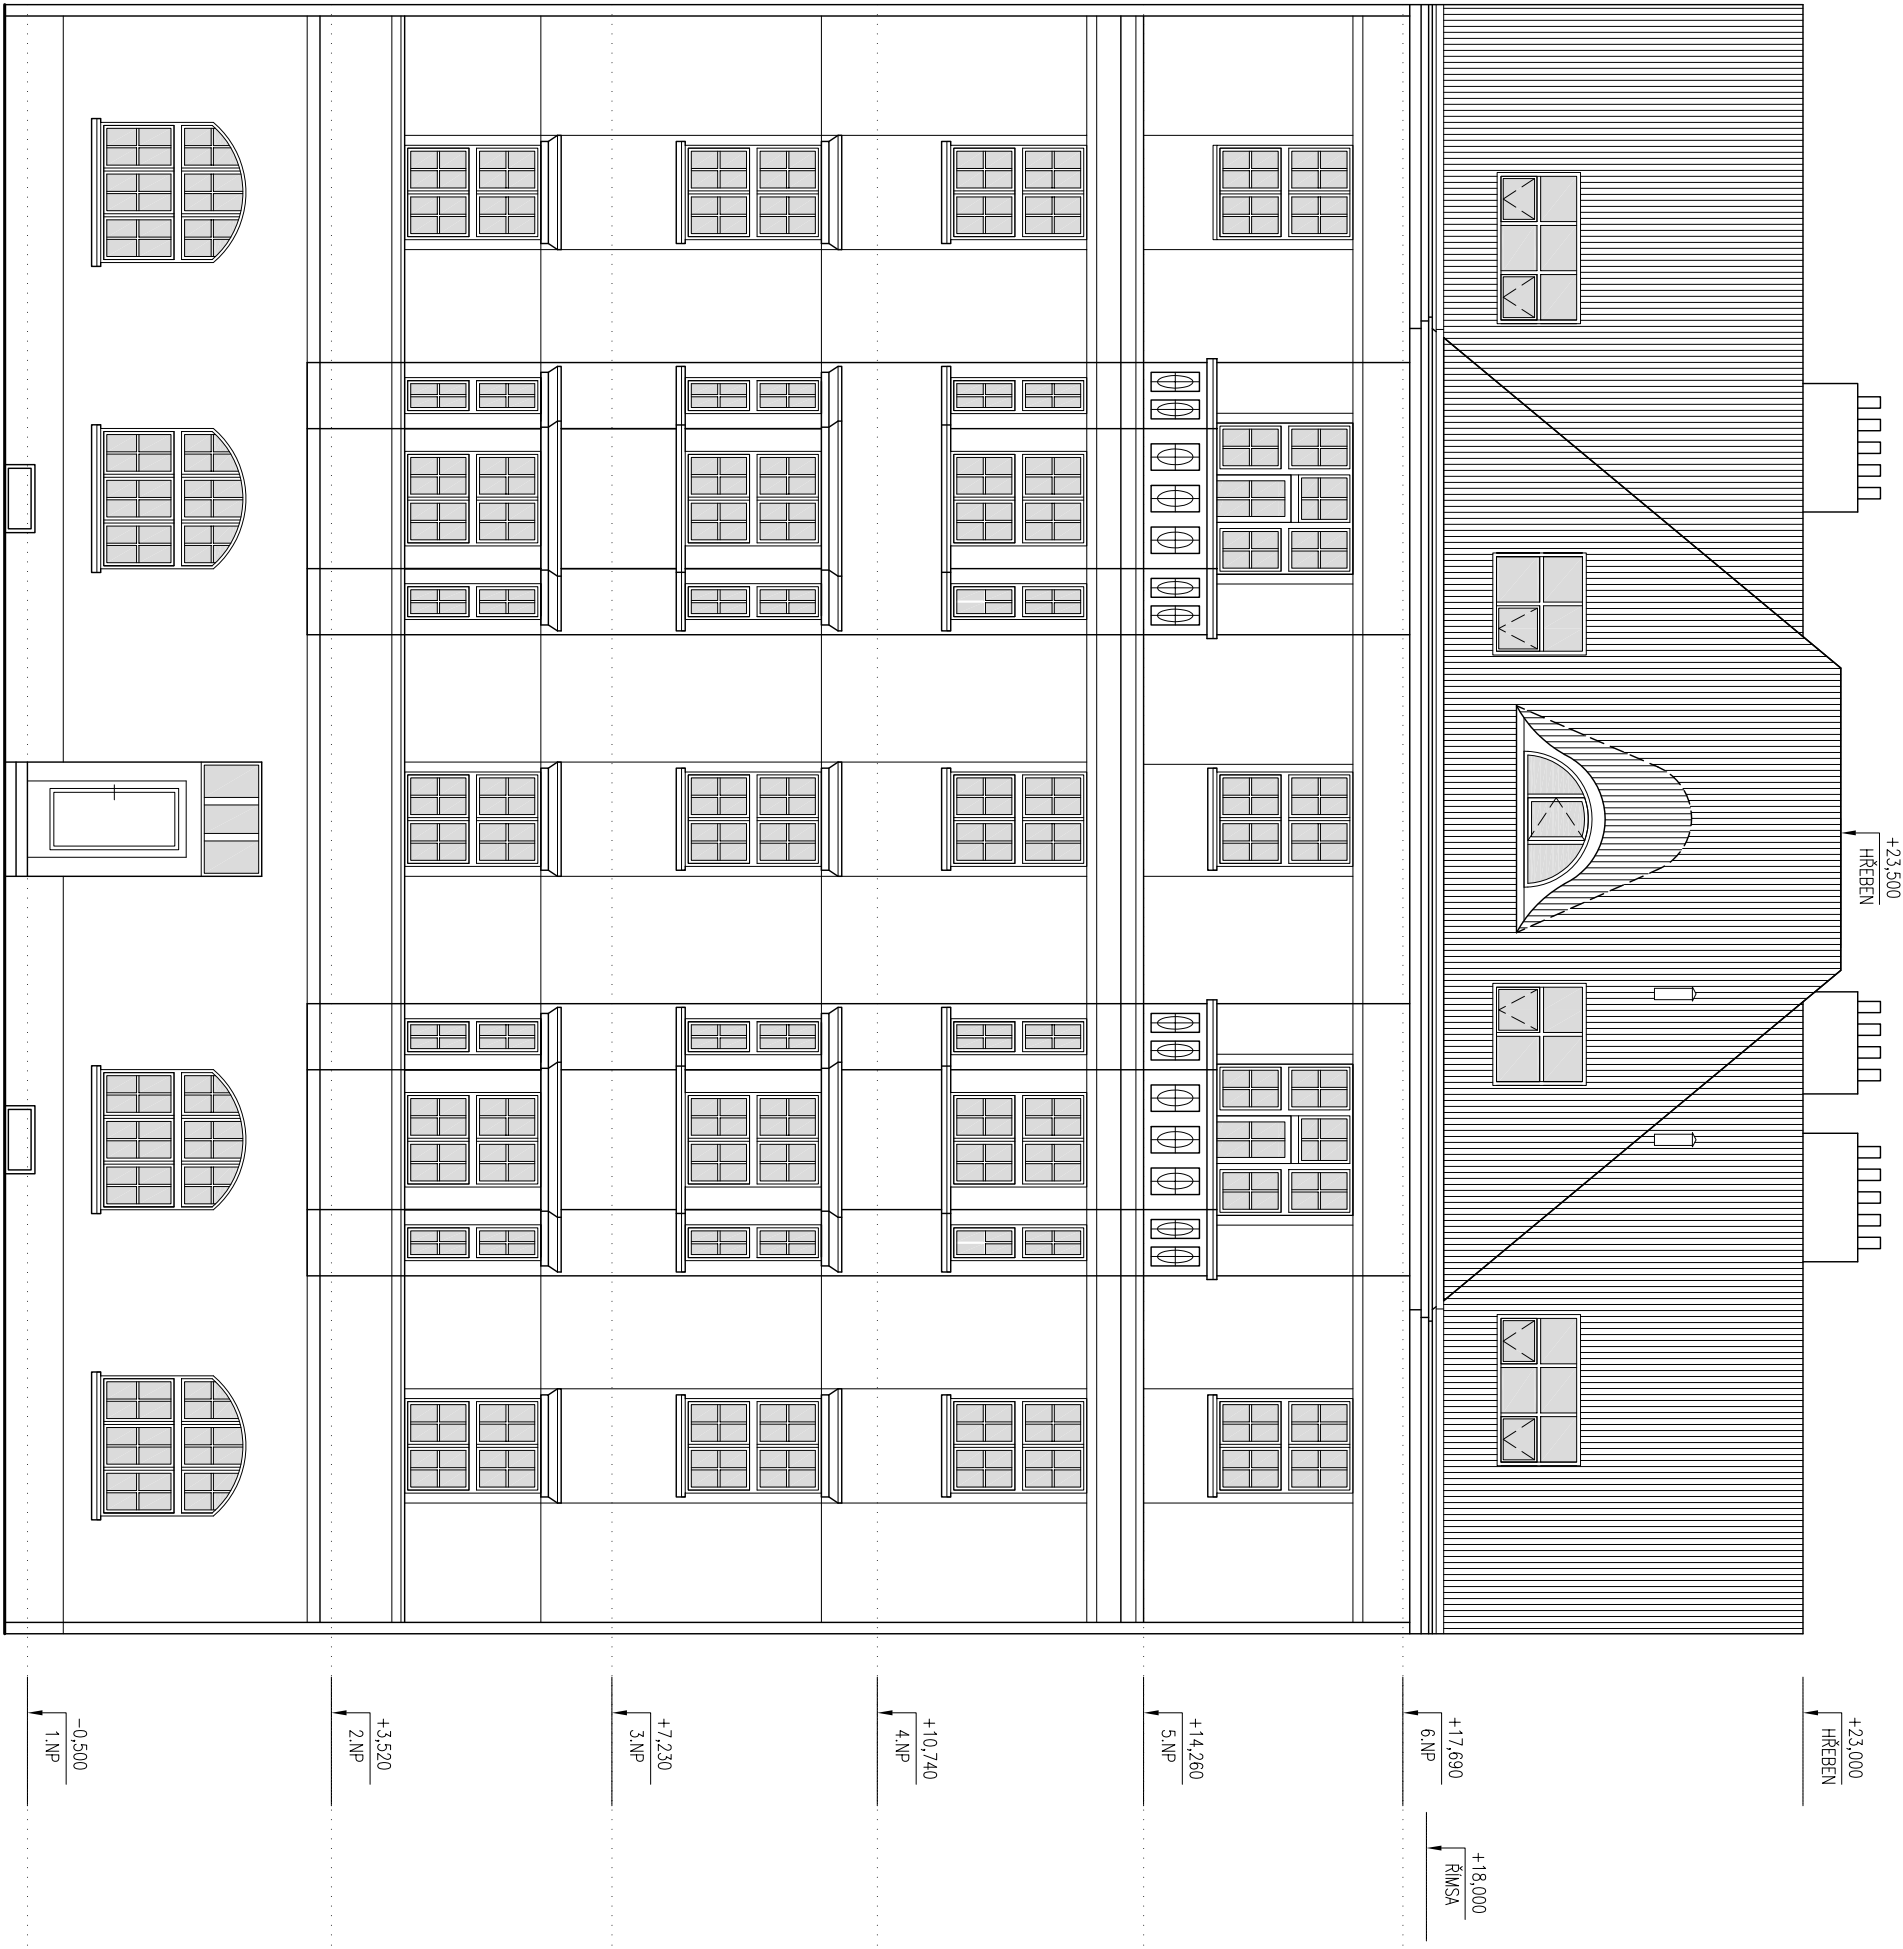 +23,500
HŘEBEN
+23,000
HŘEBEN
+18,000
ŘÍMSA
+17,690
6.NP
+14,260
5.NP
+10,740
4.NP
+7,230
3.NP
+3,520
2.NP
-0,500
1.NP